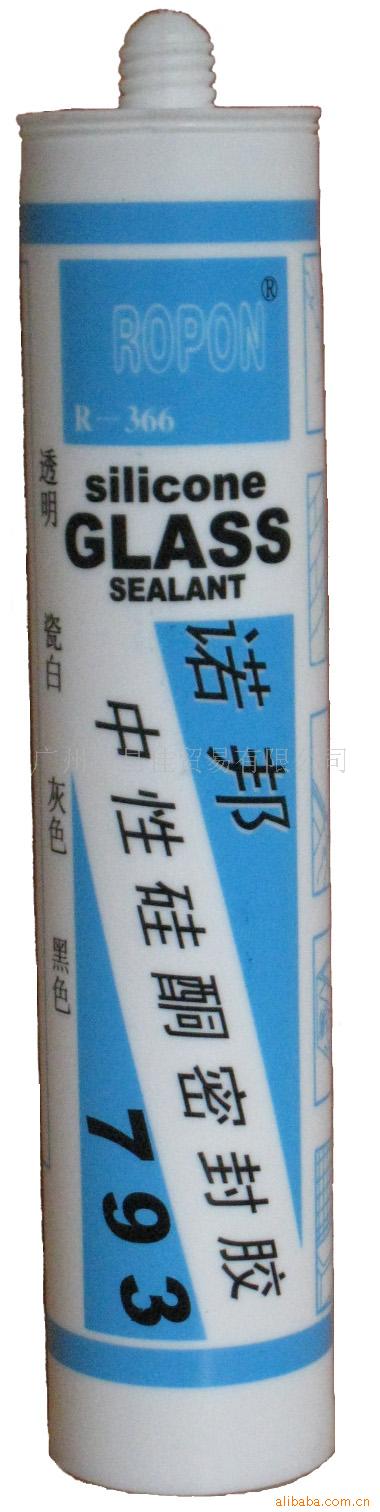 ROPON®
R-366
silicone
GLASS
SEALANT
透明 瓷白 灰色 黑色
诺邦
中性硅酮密封胶
793
alibaba.com.cn